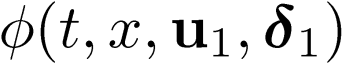 ϕ(t, x, 𝐮₁, 𝜹₁)